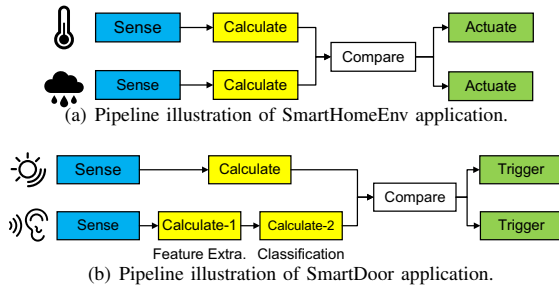 Sense Calculate Actuate
Compare
Sense Calculate Actuate
(a) Pipeline illustration of SmartHomeEnv application.
Sense Calculate Trigger
Compare
Sense Calculate-1 Calculate-2 Trigger
Feature Extra. Classification
(b) Pipeline illustration of SmartDoor application.